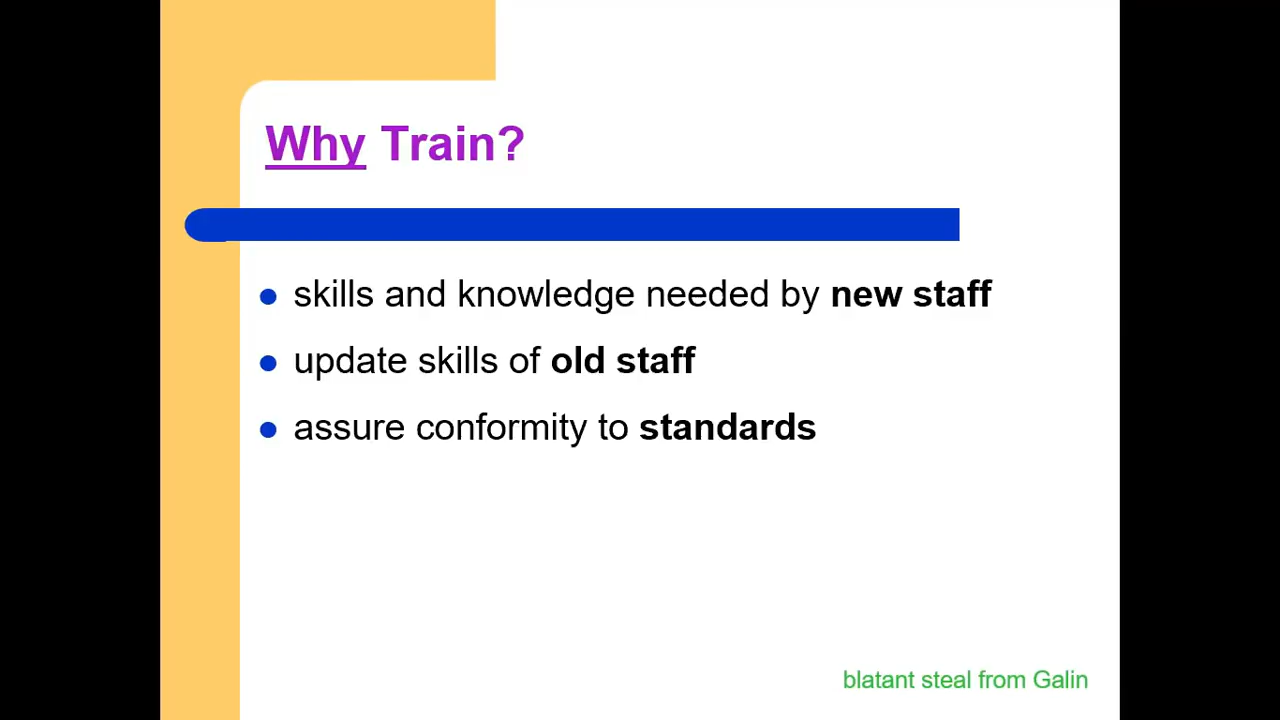 Why Train?
skills and knowledge needed by new staff
update skills of old staff
assure conformity to standards
blatant steal from Galin